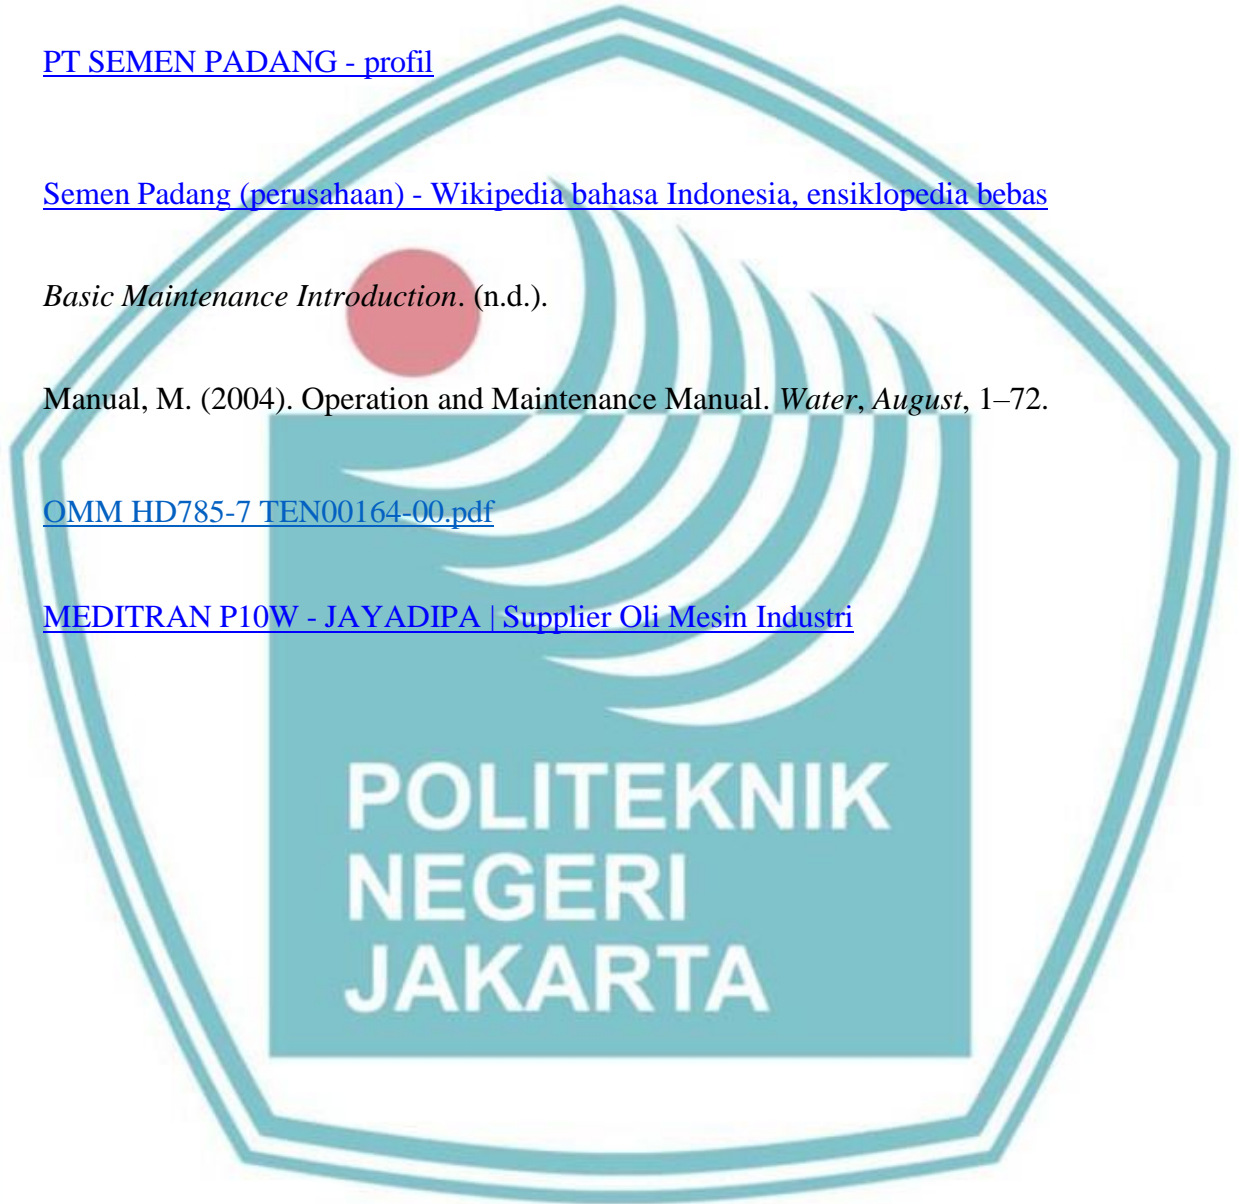 PT SEMEN PADANG - profil
Semen Padang (perusahaan) - Wikipedia bahasa Indonesia, ensiklopedia bebas
Basic Maintenance Introduction. (n.d.).
Manual, M. (2004). Operation and Maintenance Manual. Water, August, 1–72.
OMM HD785-7 TEN00164-00.pdf
MEDITRAN P10W - JAYADIPA | Supplier Oli Mesin Industri
POLITEKNIK
NEGERI
JAKARTA